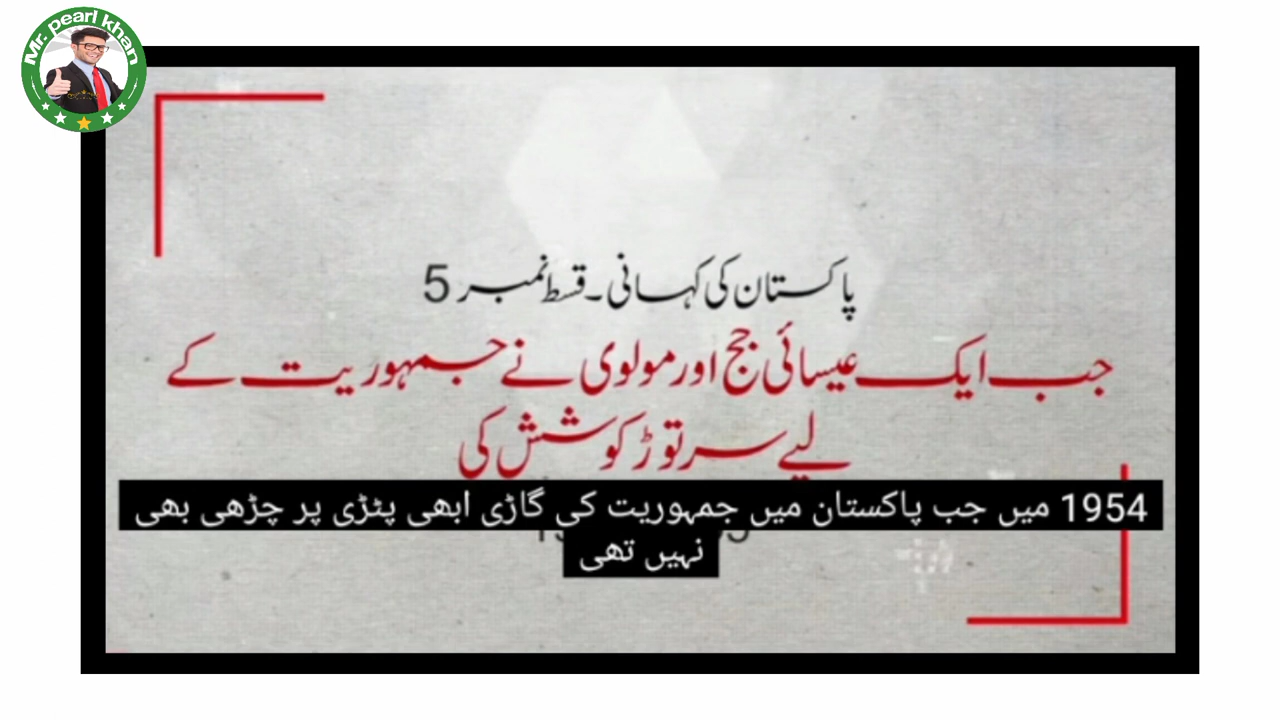 Mr. pearl khan
پاکستان کی کہانی ۔ قسط نمبر 5
جب ایک عیسائی جج اور مولوی نے جمہوریت کے
لیے سر توڑ کوشش کی
1954 میں جب پاکستان میں جمہوریت کی گاڑی ابھی پٹڑی پر چڑھی بھی
نہیں تھی